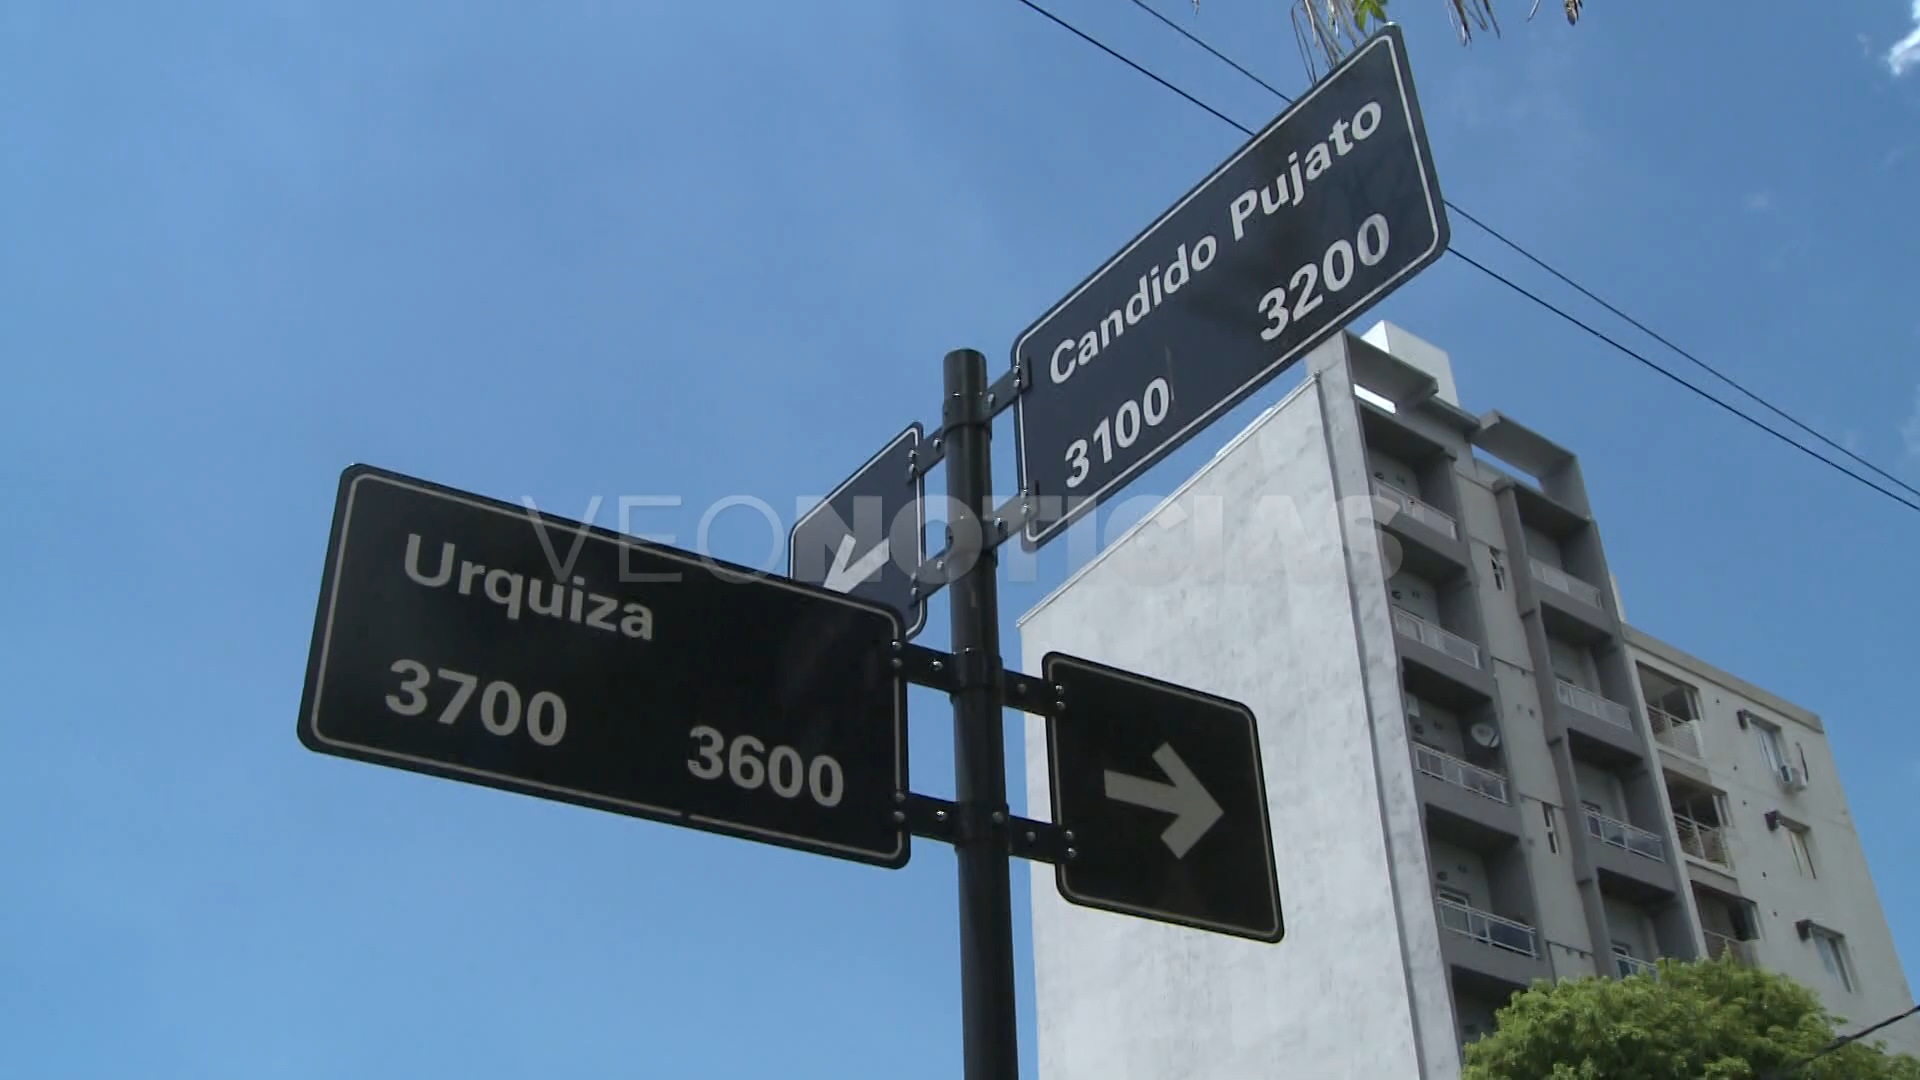 Candido Pujato
3100 3200
VEONOTICIAS
Urquiza
3700 3600